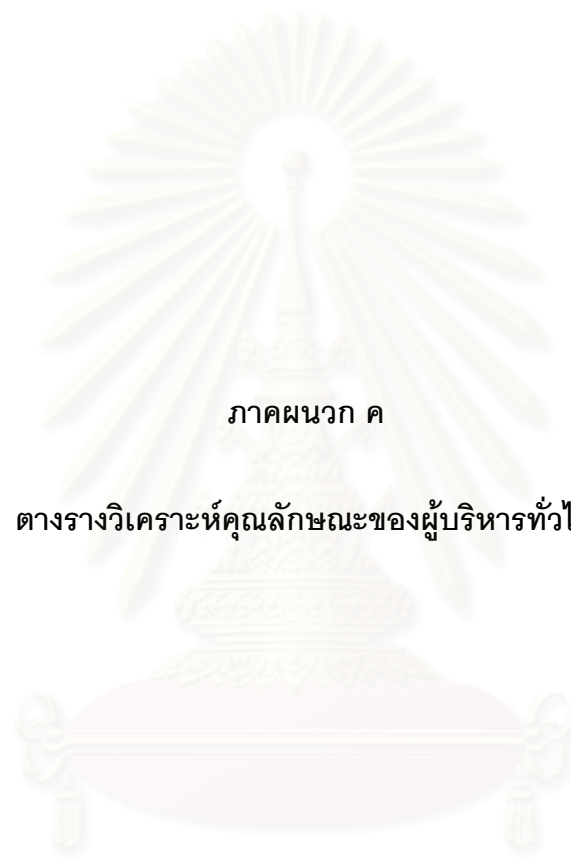 ภาคผนวก ค
ตางรางวิเคราะห์คุณลักษณะของผู้บริหารทั่วไ